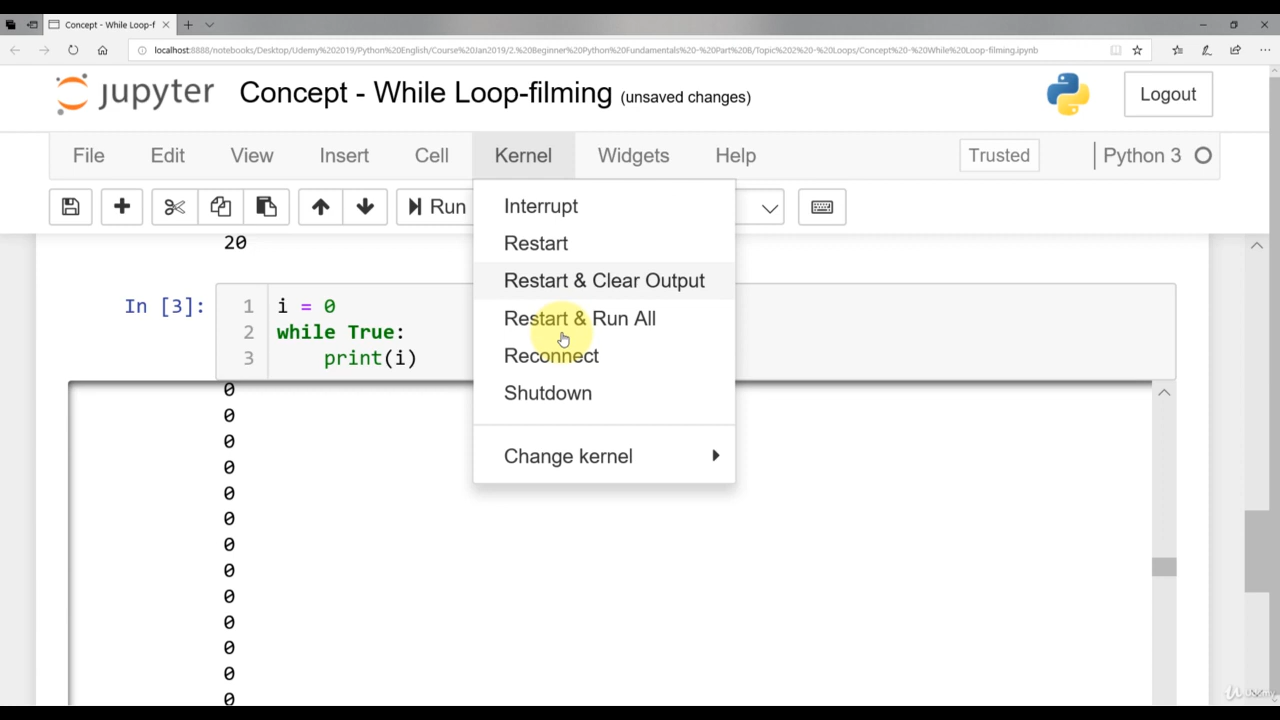 Concept - While Loop-f
localhost:8888/notebooks/Desktop/Udemy%202019/Python%20English/Course%20Jan2019/2.%20Beginner%20Python%20Fundamentals%20-%20Part%20B/Topic%202%20-%20Loops/Concept%20-%20While%20Loop-filming.ipynb
jupyter Concept - While Loop-filming (unsaved changes)
Logout
File Edit View Insert Cell Kernel Widgets Help Trusted Python 3
Run
Interrupt
Restart
Restart & Clear Output
Restart & Run All
Reconnect
Shutdown
Change kernel
20
In [3]:
1 i = 0
2 while True:
3 print(i)
0
0
0
0
0
0
0
0
0
0
0
0
0
Udemy